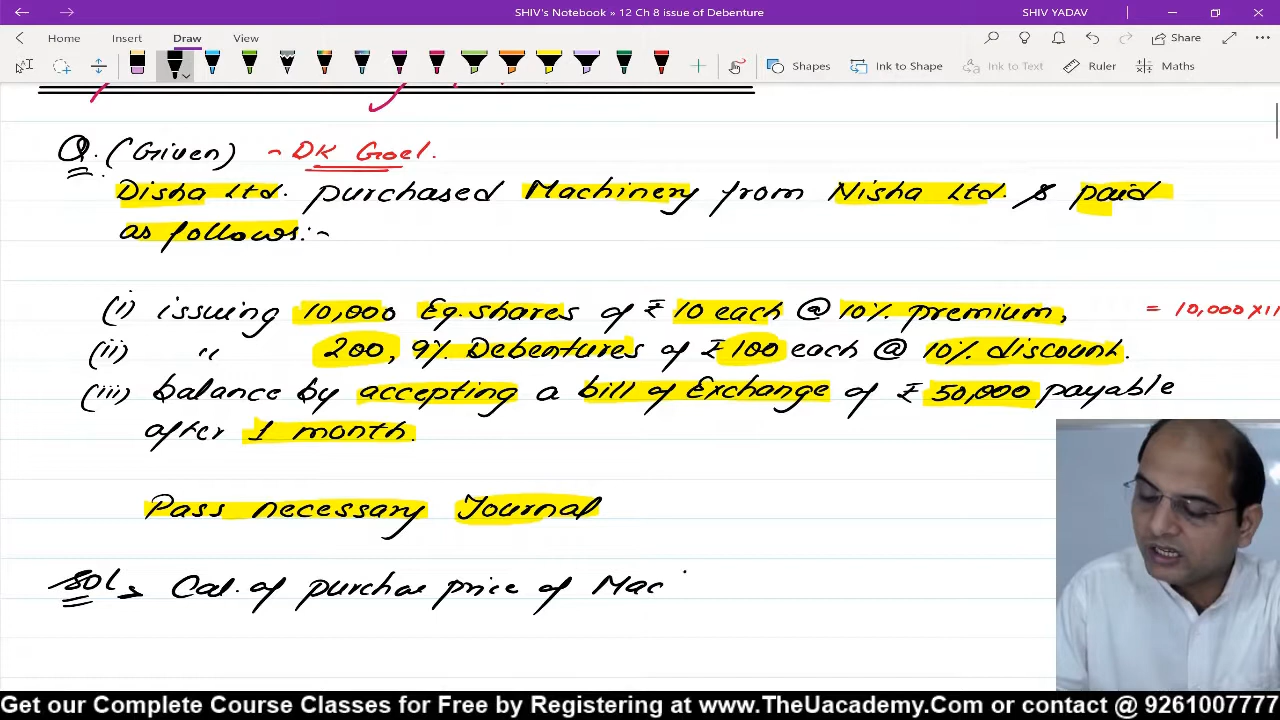 SHIV's Notebook » 12 Ch 8 issue of Debenture
SHIV YADAV
Home Insert Draw View
Share
Shapes Ink to Shape Ink to Text Ruler Maths
Q. (Given) - DK Goel.
Disha Ltd. purchased Machinery from Nisha Ltd. & paid
as follows:-
(i) issuing 10,000 Eq. shares of ₹ 10 each @ 10% premium, = 10,000 × 11
(ii) " 200, 9% Debentures of ₹ 100 each @ 10% discount.
(iii) balance by accepting a bill of Exchange of ₹ 50,000 payable
after 1 month.
Pass necessary Journal
Sol → Cal. of purchase price of Mac
Get our Complete Course Classes for Free by Registering at www.TheUacademy.Com or contact @ 9261007777